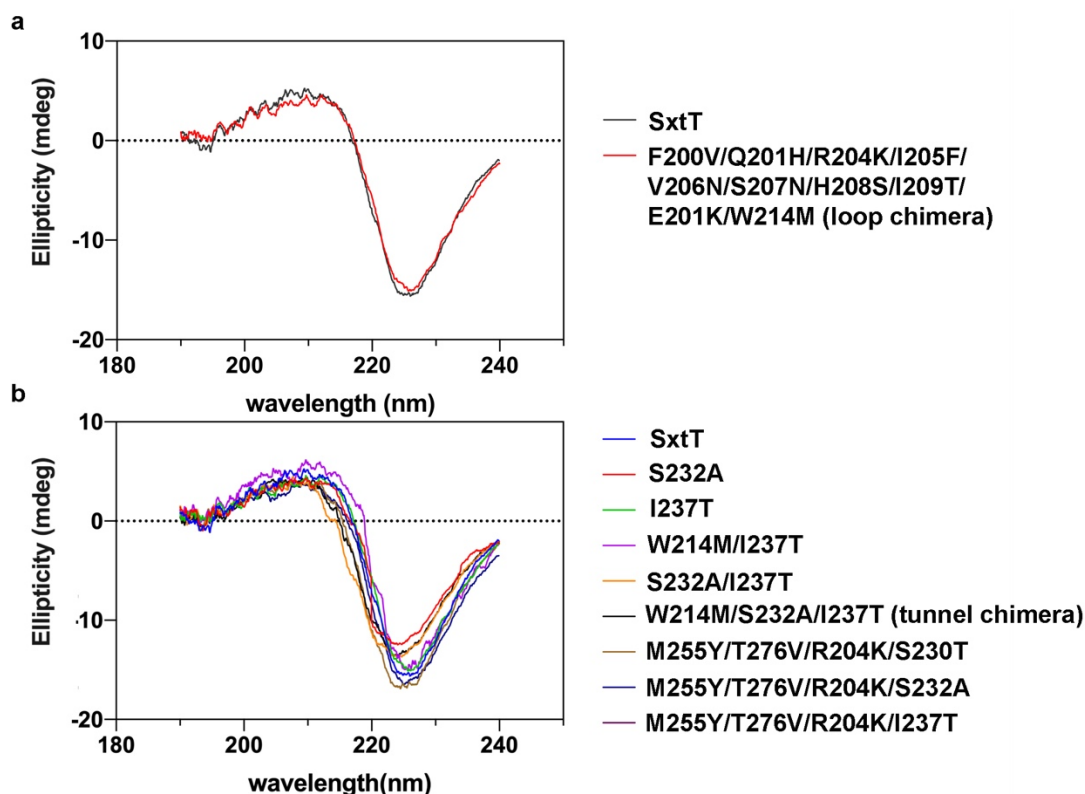 a
10
0
-10
-20
180
200
220
240
Ellipticity (mdeg)
wavelength (nm)
SxtT
F200V/Q201H/R204K/I205F/
V206N/S207N/H208S/I209T/
E201K/W214M (loop chimera)
b
10
0
-10
-20
180
200
220
240
Ellipticity (mdeg)
wavelength(nm)
SxtT
S232A
I237T
W214M/I237T
S232A/I237T
W214M/S232A/I237T (tunnel chimera)
M255Y/T276V/R204K/S230T
M255Y/T276V/R204K/S232A
M255Y/T276V/R204K/I237T